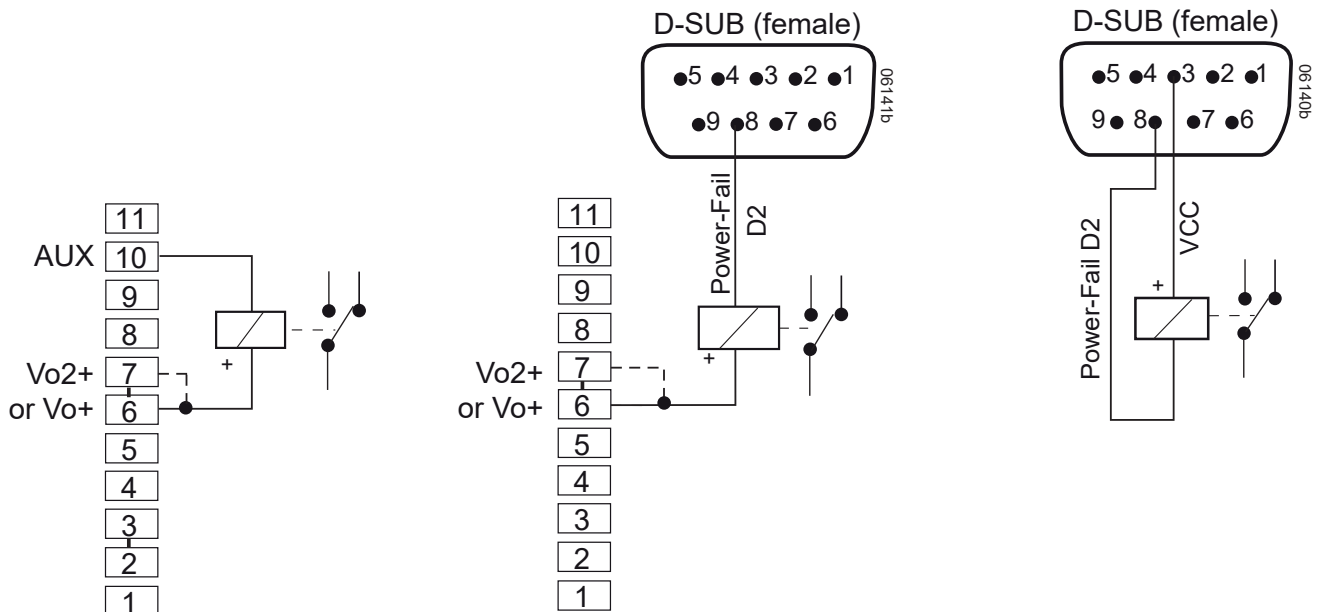 11
AUX 10
9
8
Vo2+ 7
or Vo+ 6
5
4
3
2
1
+
D-SUB (female)
5 4 3 2 1
9 8 7 6
06141b
Power-Fail
D2
11
10
9
8
Vo2+ 7
or Vo+ 6
5
4
3
2
1
+
D-SUB (female)
5 4 3 2 1
9 8 7 6
06140b
Power-Fail D2
VCC
+